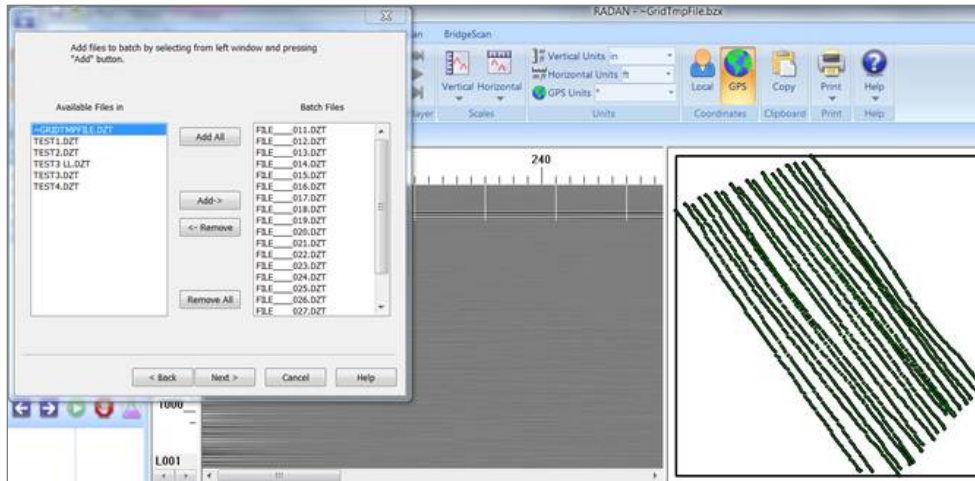 RADAN - ~GridTmpFile.bzx
Add files to batch by selecting from left window and pressing
"Add" button.
Available Files in
Batch Files
~GRIDTMPFILE.DZT
TEST1.DZT
TEST2.DZT
TEST3 LL.DZT
TEST3.DZT
TEST4.DZT
Add All
Add->
<- Remove
Remove All
FILE____011.DZT
FILE____012.DZT
FILE____013.DZT
FILE____014.DZT
FILE____015.DZT
FILE____016.DZT
FILE____017.DZT
FILE____018.DZT
FILE____019.DZT
FILE____020.DZT
FILE____021.DZT
FILE____022.DZT
FILE____023.DZT
FILE____024.DZT
FILE____025.DZT
FILE____026.DZT
FILE____027.DZT
< Back
Next >
Cancel
Help
an
BridgeScan
Vertical
Horizontal
Scales
Vertical Units in
Horizontal Units ft
GPS Units °
Units
Local
GPS
Coordinates
Copy
Clipboard
Print
Print
Help
Help
layer
240
1000
L001